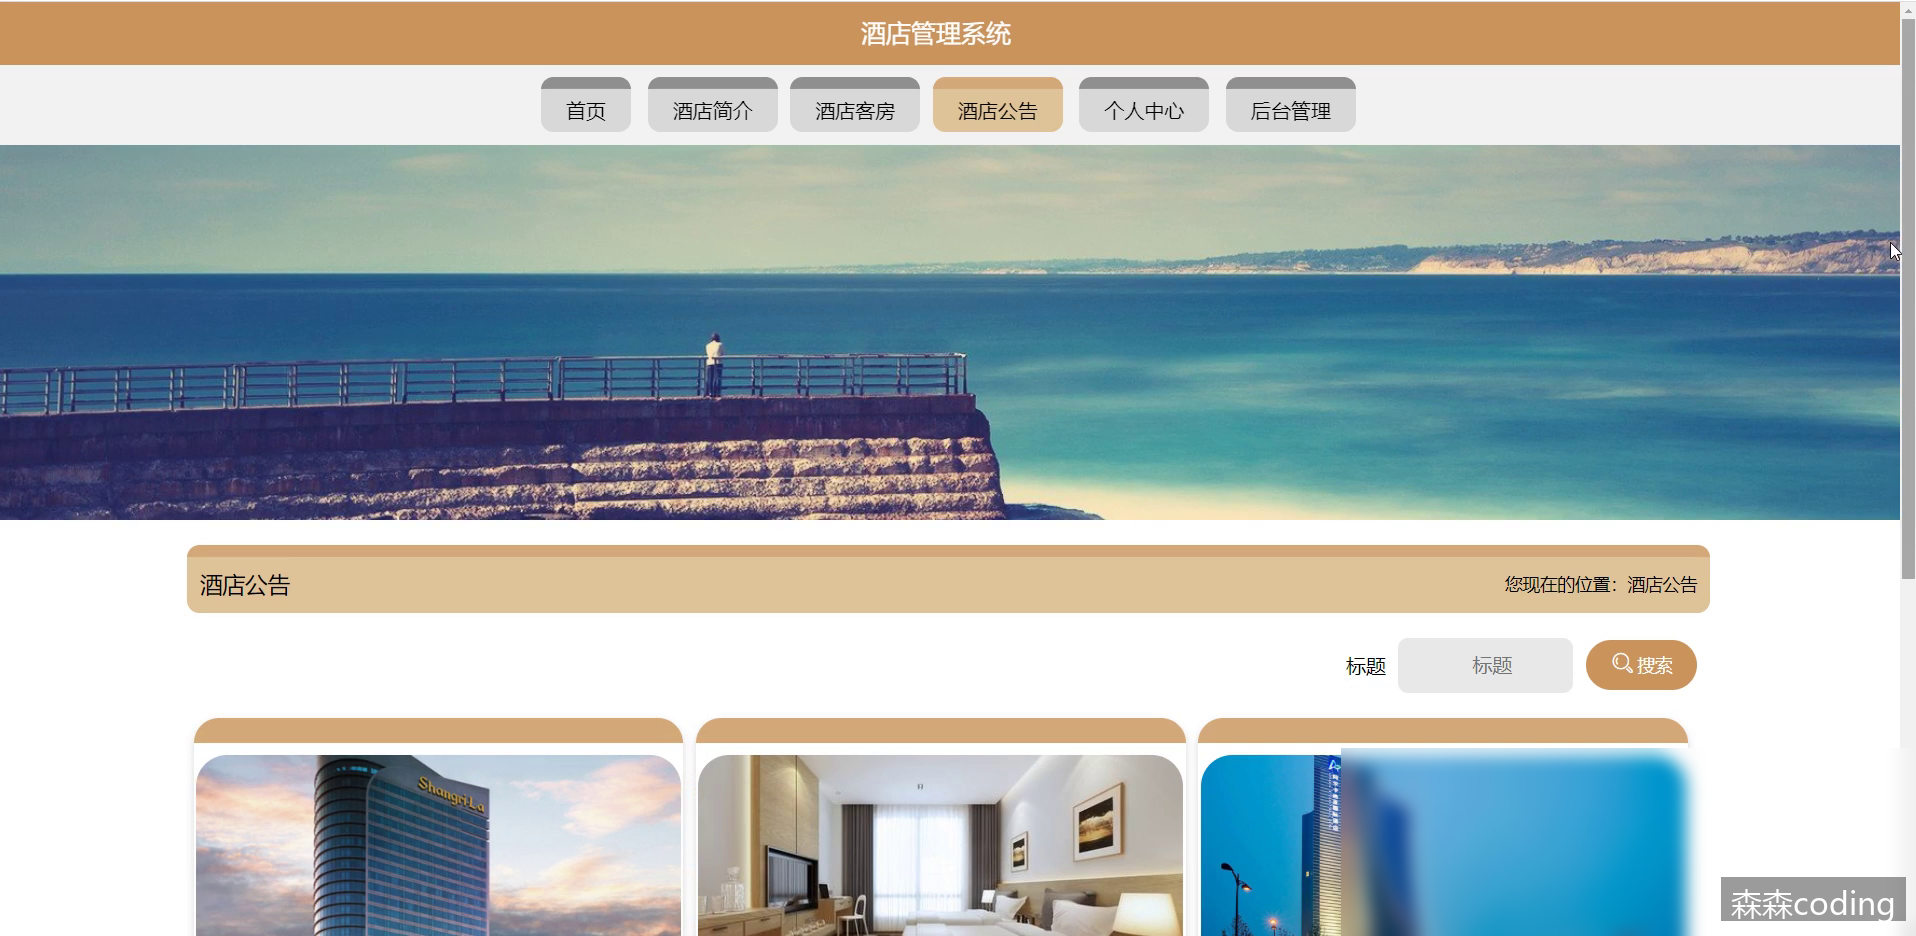 酒店管理系统
首页
酒店简介
酒店客房
酒店公告
个人中心
后台管理
酒店公告
您现在的位置：酒店公告
标题
标题
搜索
Shangri-La
森森coding